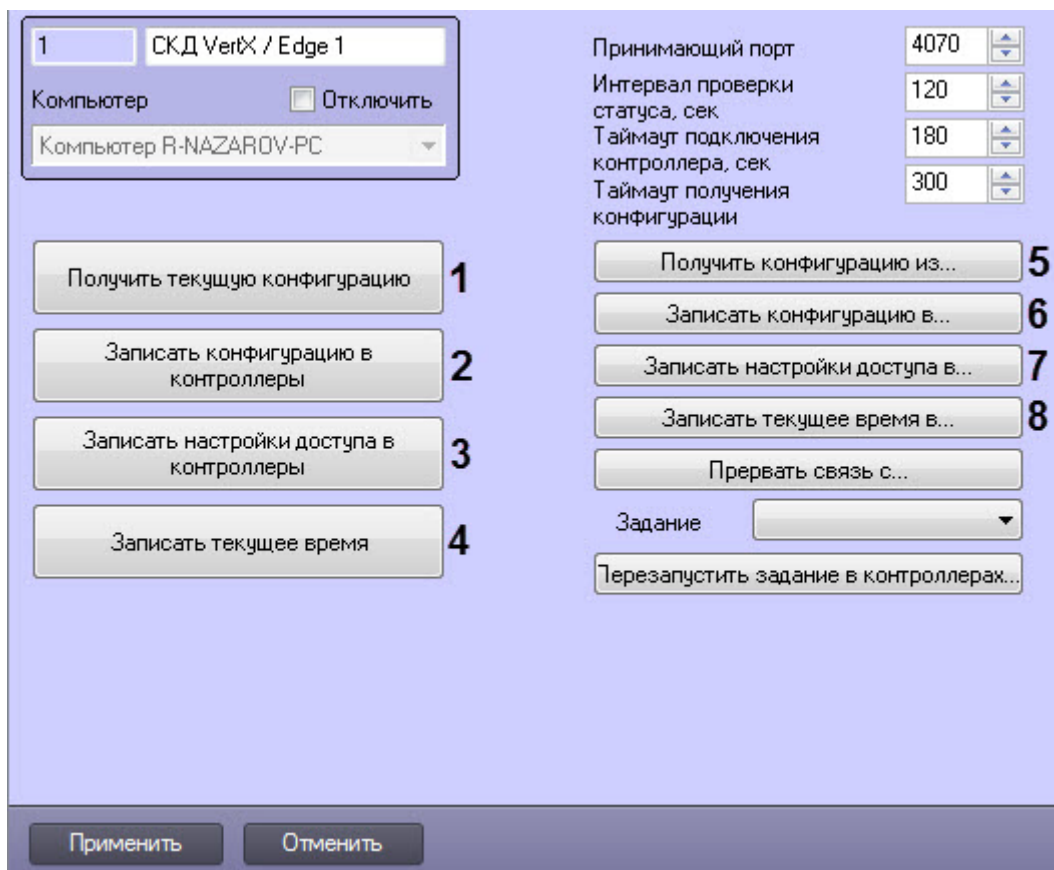 1
СКД VertX / Edge 1
Компьютер
Отключить
Компьютер R-NAZAROV-PC
Принимающий порт
4070
Интервал проверки
статуса, сек
120
Таймаут подключения
контроллера, сек
180
Таймаут получения
конфигурации
300
Получить текущую конфигурацию
1
Записать конфигурацию в
контроллеры
2
Записать настройки доступа в
контроллеры
3
Записать текущее время
4
Получить конфигурацию из...
5
Записать конфигурацию в...
6
Записать настройки доступа в...
7
Записать текущее время в...
8
Прервать связь с...
Задание
Перезапустить задание в контроллерах...
Применить
Отменить